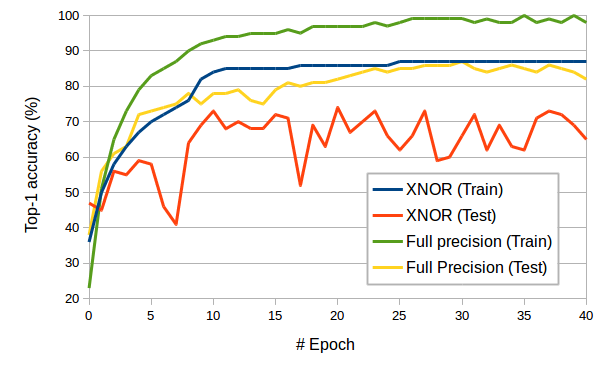 100
90
80
70
60
50
40
30
20
Top-1 accuracy (%)
XNOR (Train)
XNOR (Test)
Full precision (Train)
Full Precision (Test)
0 5 10 15 20 25 30 35 40
# Epoch